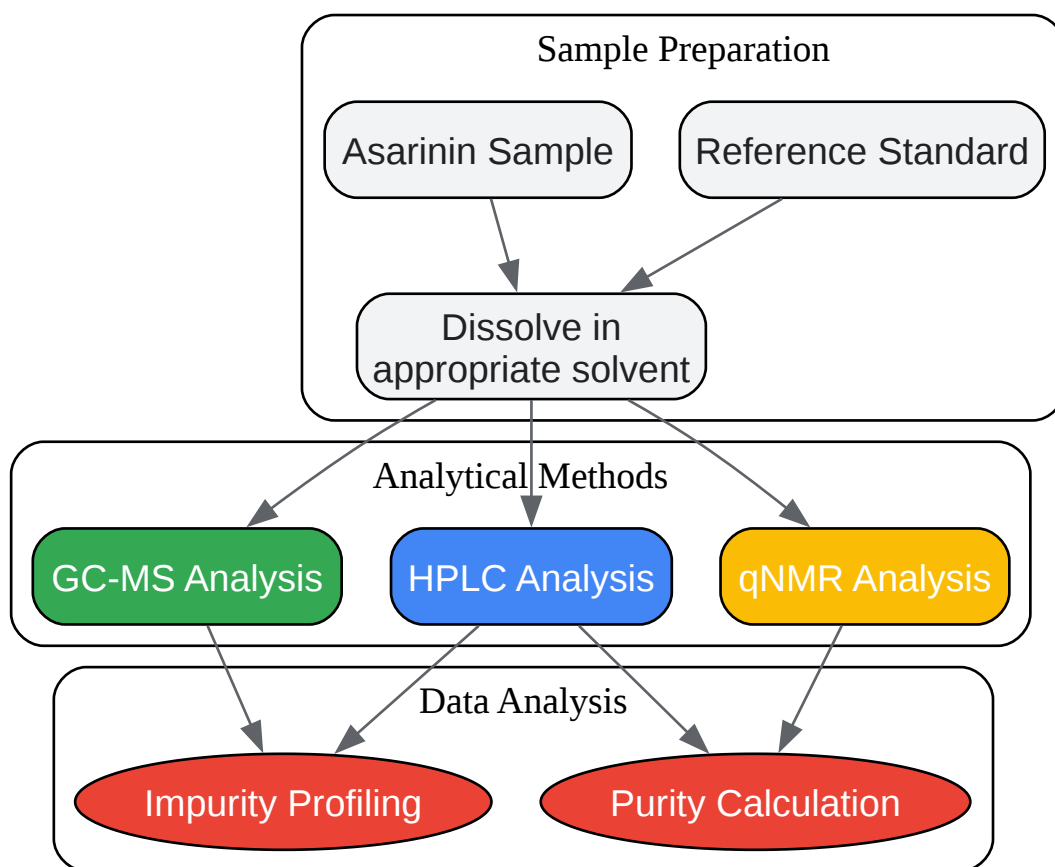 Sample Preparation
Asarinin Sample
Reference Standard
Dissolve in
appropriate solvent
Analytical Methods
GC-MS Analysis
HPLC Analysis
qNMR Analysis
Data Analysis
Impurity Profiling
Purity Calculation